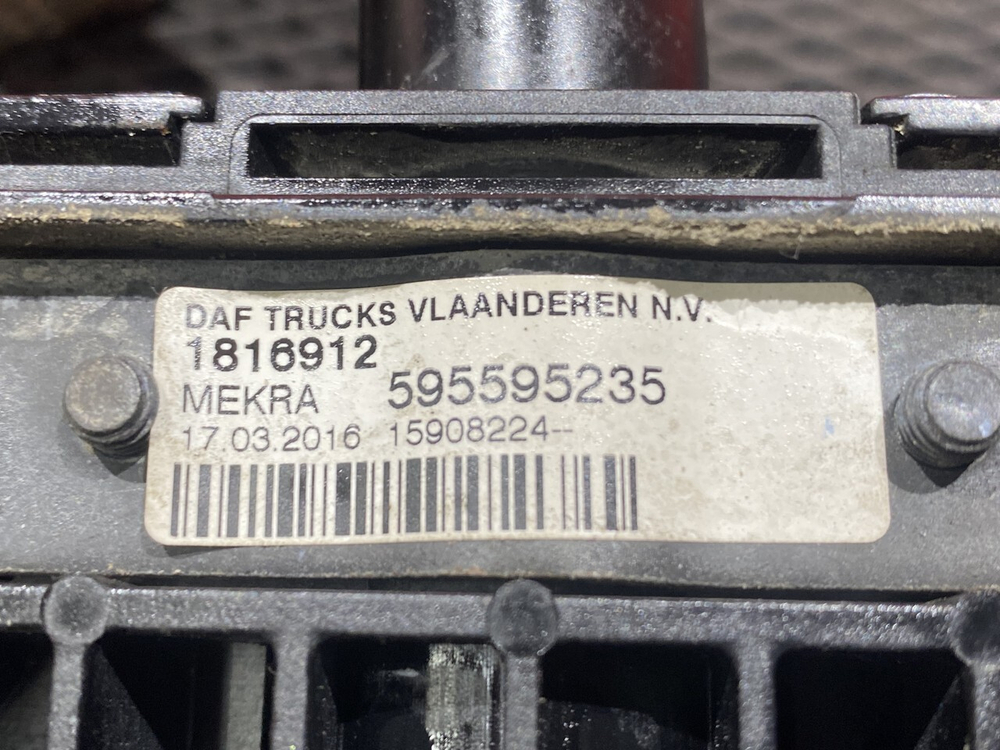 DAF TRUCKS VLAANDEREN N.V.
1816912
MEKRA 595595235
17.03.2016 15908224--